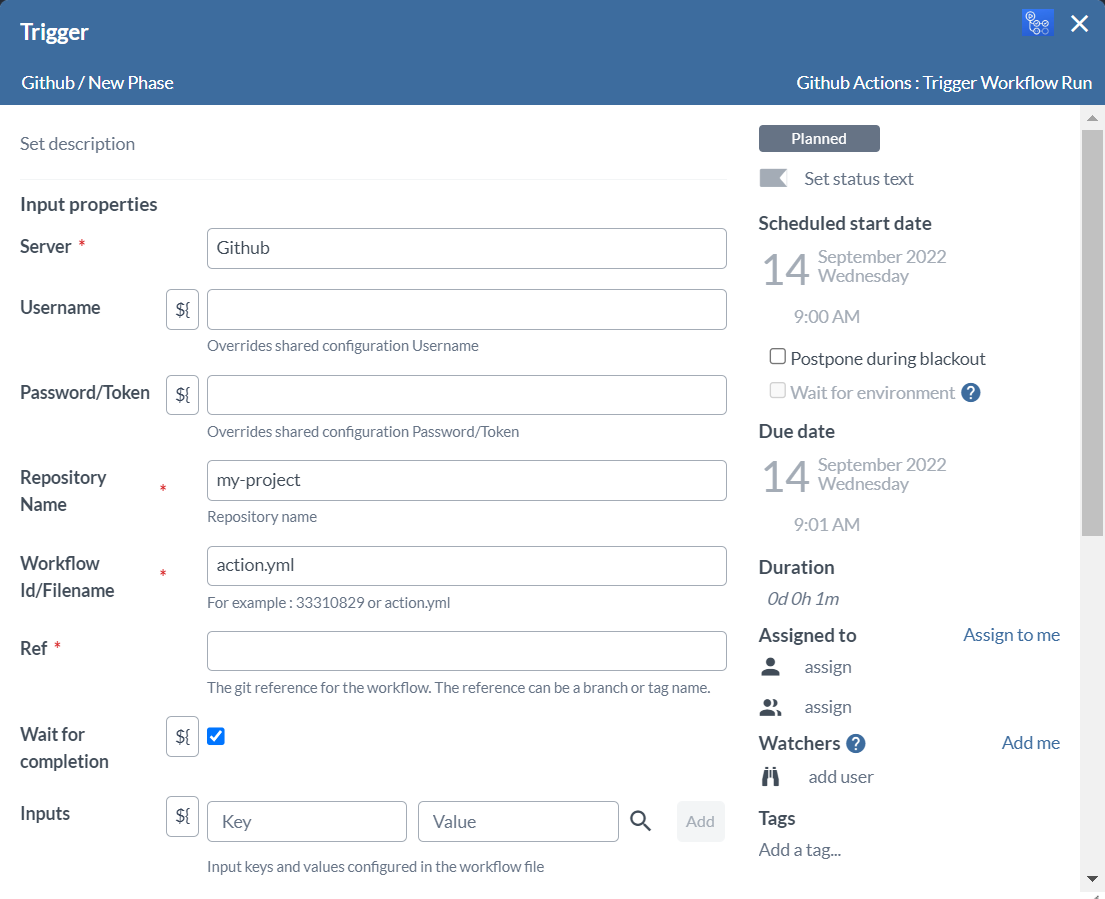 Trigger
Github / New Phase
Github Actions : Trigger Workflow Run
Set description
Input properties
Server *
Github
Username
${
Overrides shared configuration Username
Password/Token
${
Overrides shared configuration Password/Token
Repository
Name
*
my-project
Repository name
Workflow
Id/Filename
*
action.yml
For example : 33310829 or action.yml
Ref *
The git reference for the workflow. The reference can be a branch or tag name.
Wait for
completion
${
Inputs
${
Key
Value
Add
Input keys and values configured in the workflow file
Planned
Set status text
Scheduled start date
14
September 2022
Wednesday
9:00 AM
Postpone during blackout
Wait for environment ?
Due date
14
September 2022
Wednesday
9:01 AM
Duration
0d 0h 1m
Assigned to
Assign to me
assign
assign
Watchers ?
Add me
add user
Tags
Add a tag...